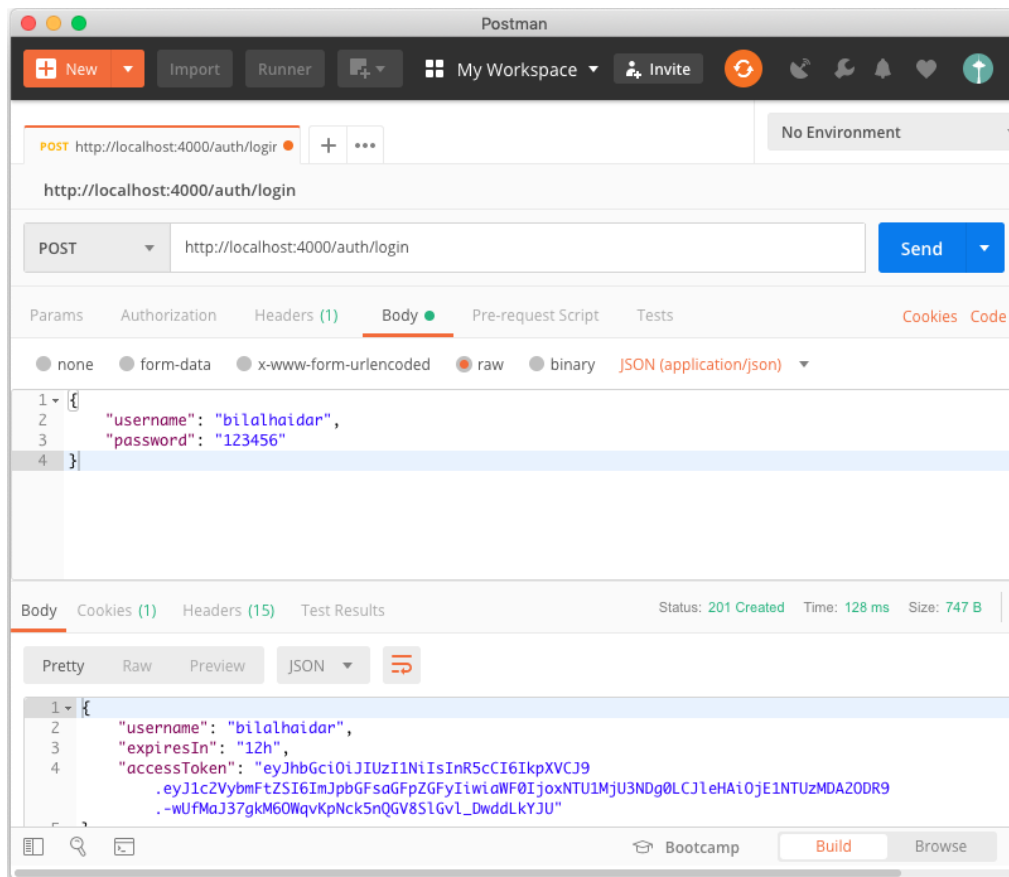 Postman
New Import Runner My Workspace Invite
POST http://localhost:4000/auth/login No Environment
http://localhost:4000/auth/login
POST http://localhost:4000/auth/login Send
Params Authorization Headers (1) Body Pre-request Script Tests Cookies Code
none form-data x-www-form-urlencoded raw binary JSON (application/json)
1 {
2 "username": "bilalhaidar",
3 "password": "123456"
4 }
Body Cookies (1) Headers (15) Test Results Status: 201 Created Time: 128 ms Size: 747 B
Pretty Raw Preview JSON
1 {
2 "username": "bilalhaidar",
3 "expiresIn": "12h",
4 "accessToken": "eyJhbGciOiJIUzI1NiIsInR5cCI6IkpXVCJ9
.eyJ1c2VybmFtZSI6ImJpbGFsaGFpZGFyIiwiaWF0IjoxNTU1MjU3NDg0LCJleHAiOjE1NTUzMDA2ODR9
.-wUfMaJ37gkM6OWqvKpNck5nQGV8SlGvl_DwddLkYJU"
Bootcamp Build Browse